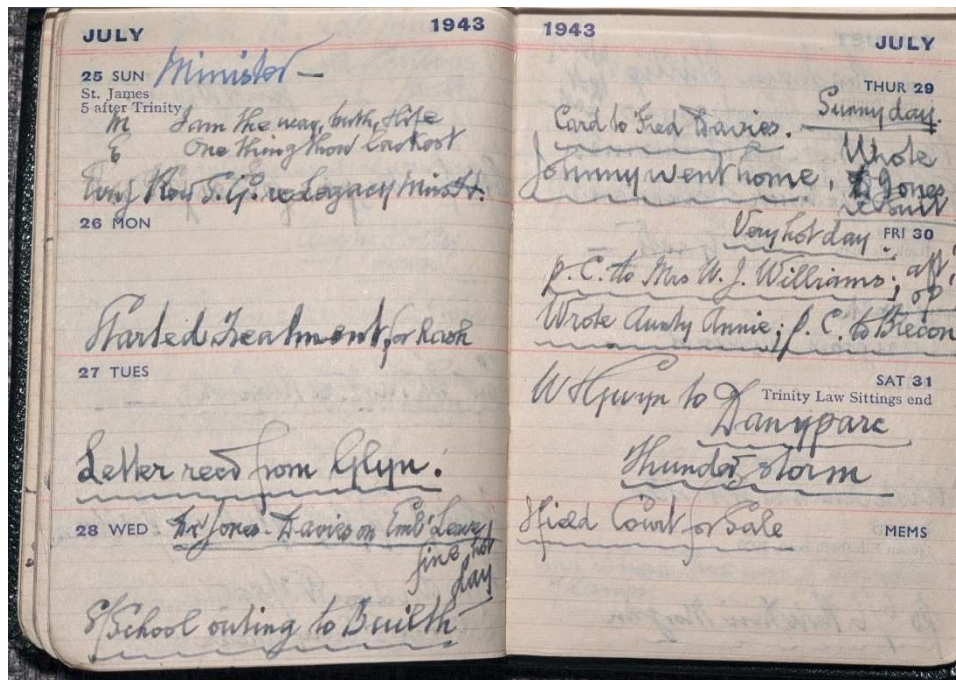 JULY 1943
25 SUN Minister –
St. James
5 after Trinity
M I am the way, truth, & life
E One thing thou lackest
S.G. re Legacy
26 MON
Started Treatment for Rash
27 TUES
Letter recd from Glyn.
28 WED Dr Jones-Davies on Emb' Leave
fine, hot
day
S/School outing to Builth
1943 JULY
THUR 29
Sunny day.
Card to Fred Davies.
Johnny went home, Jones
FRI 30
Very hot day.
p.C. to Mrs W. J. Williams;
Wrote Aunty Annie; p.C. to Brecon
SAT 31
Trinity Law Sittings end
to
Danyparc
Thunder storm
Court for Sale
MEMS